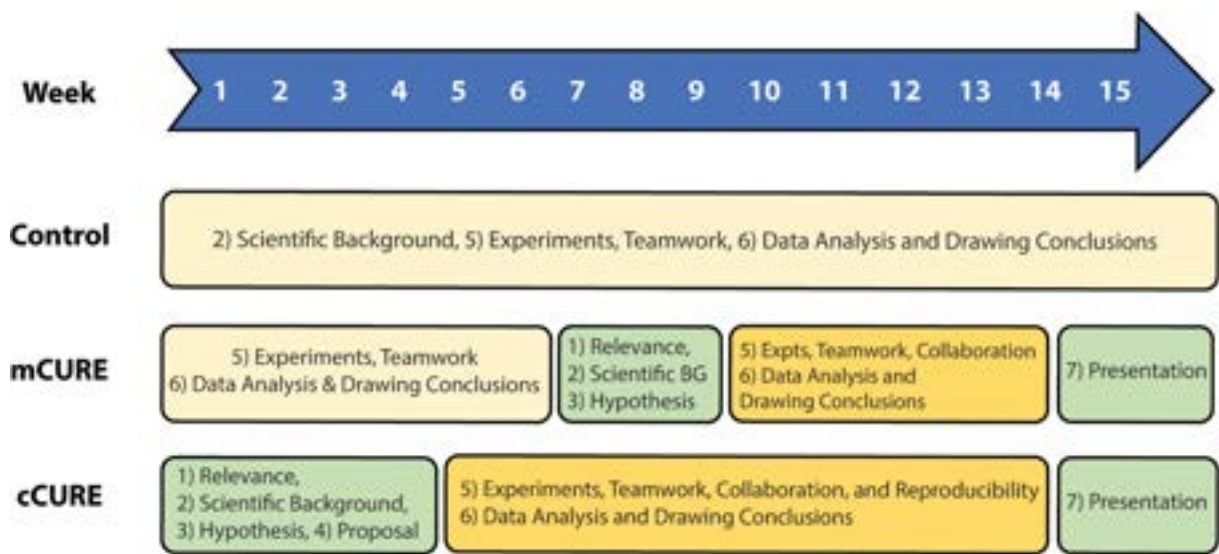 Week 1 2 3 4 5 6 7 8 9 10 11 12 13 14 15
Control
2) Scientific Background, 5) Experiments, Teamwork, 6) Data Analysis and Drawing Conclusions
mCURE
5) Experiments, Teamwork
6) Data Analysis & Drawing Conclusions
1) Relevance,
2) Scientific BG
3) Hypothesis
5) Expts, Teamwork, Collaboration
6) Data Analysis and
Drawing Conclusions
7) Presentation
cCURE
1) Relevance,
2) Scientific Background,
3) Hypothesis, 4) Proposal
5) Experiments, Teamwork, Collaboration, and Reproducibility
6) Data Analysis and Drawing Conclusions
7) Presentation